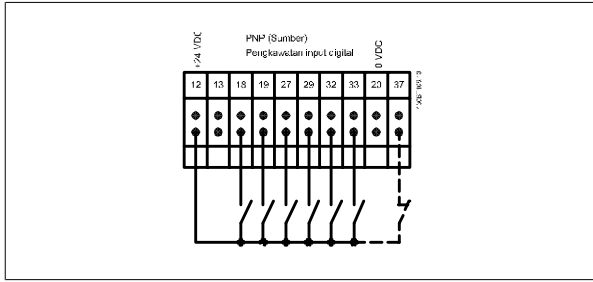 +24 VDC
PNP (Sumber)
Pengkawatan input digital
0 VDC
12 13 18 19 27 29 32 33 20 37